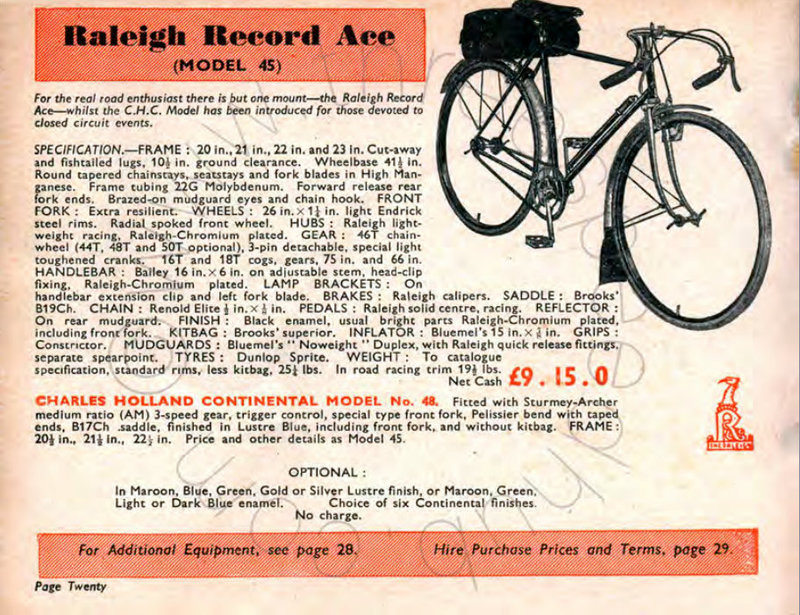 Raleigh Record Ace
(MODEL 45)
For the real road enthusiast there is but one mount—the Raleigh Record
Ace—whilst the C.H.C. Model has been introduced for those devoted to
closed circuit events.
SPECIFICATION.—FRAME : 20 in., 21 in., 22 in. and 23 in. Cut-away
and fishtailed lugs, 10½ in. ground clearance. Wheelbase 41½ in.
Round tapered chainstays, seatstays and fork blades in High Man-
ganese. Frame tubing 22G Molybdenum. Forward release rear
fork ends. Brazed-on mudguard eyes and chain hook. FRONT
FORK : Extra resilient. WHEELS : 26 in. × 1¼ in. light Endrick
steel rims. Radial spoked front wheel. HUBS : Raleigh light-
weight racing, Raleigh-Chromium plated. GEAR : 46T chain-
wheel (44T, 48T and 50T optional), 3-pin detachable, special light
toughened cranks. 16T and 18T cogs, gears, 75 in. and 66 in.
HANDLEBAR : Bailey 16 in. × 6 in. on adjustable stem, head-clip
fixing, Raleigh-Chromium plated. LAMP BRACKETS : On
handlebar extension clip and left fork blade. BRAKES : Raleigh calipers. SADDLE : Brooks'
B19Ch. CHAIN : Renold Elite ½ in. × ⅛ in. PEDALS : Raleigh solid centre, racing. REFLECTOR :
On rear mudguard. FINISH : Black enamel, usual bright parts Raleigh-Chromium plated,
including front fork. KITBAG : Brooks' superior. INFLATOR : Bluemel's 15 in. × ⅞ in. GRIPS :
Constrictor. MUDGUARDS : Bluemel's " Noweight " Duplex, with Raleigh quick release fittings,
separate spearpoint. TYRES : Dunlop Sprite. WEIGHT : To catalogue
specification, standard rims, less kitbag, 25½ lbs. In road racing trim 19½ lbs.
Net Cash £9.15.0
CHARLES HOLLAND CONTINENTAL MODEL No. 48. Fitted with Sturmey-Archer
medium ratio (AM) 3-speed gear, trigger control, special type front fork, Pelissier bend with taped
ends, B17Ch .saddle, finished in Lustre Blue, including front fork, and without kitbag. FRAME :
20½ in., 21½ in., 22½ in. Price and other details as Model 45.
R
THE RALEIGH
OPTIONAL :
In Maroon, Blue, Green, Gold or Silver Lustre finish, or Maroon, Green,
Light or Dark Blue enamel. Choice of six Continental finishes.
No charge.
For Additional Equipment, see page 28. Hire Purchase Prices and Terms, page 29.
Page Twenty